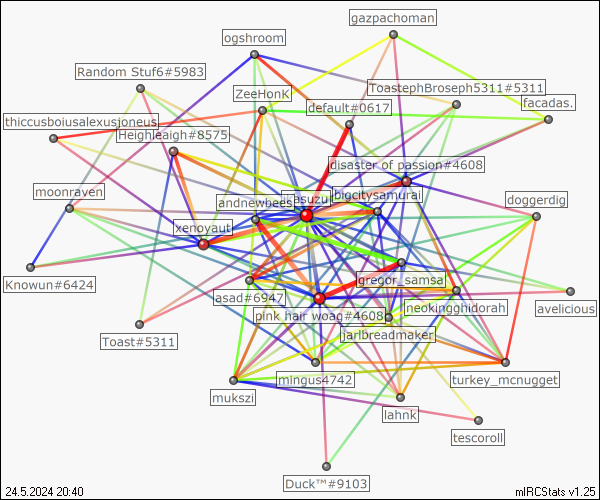 gazpachoman
ogshroom
Random Stuf6#5983
ToastephBroseph5311#5311
ZeeHonK
default#0617
facadas.
thiccusboiusalexusjoneus
Heighleaigh#8575
disaster of passion#4608
moonraven
andnewbees
asuzu
bigcitysamurai
doggerdig
xenoyaut
Knowun#6424
gregor_samsa
asad#6947
neokingghidorah
avelicious
pink hair woag#4608
Toast#5311
jarlbreadmaker
mingus4742
turkey_mcnugget
mukszi
lahnk
tescoroll
Duck™#9103
24.5.2024 20:40
mIRCStats v1.25